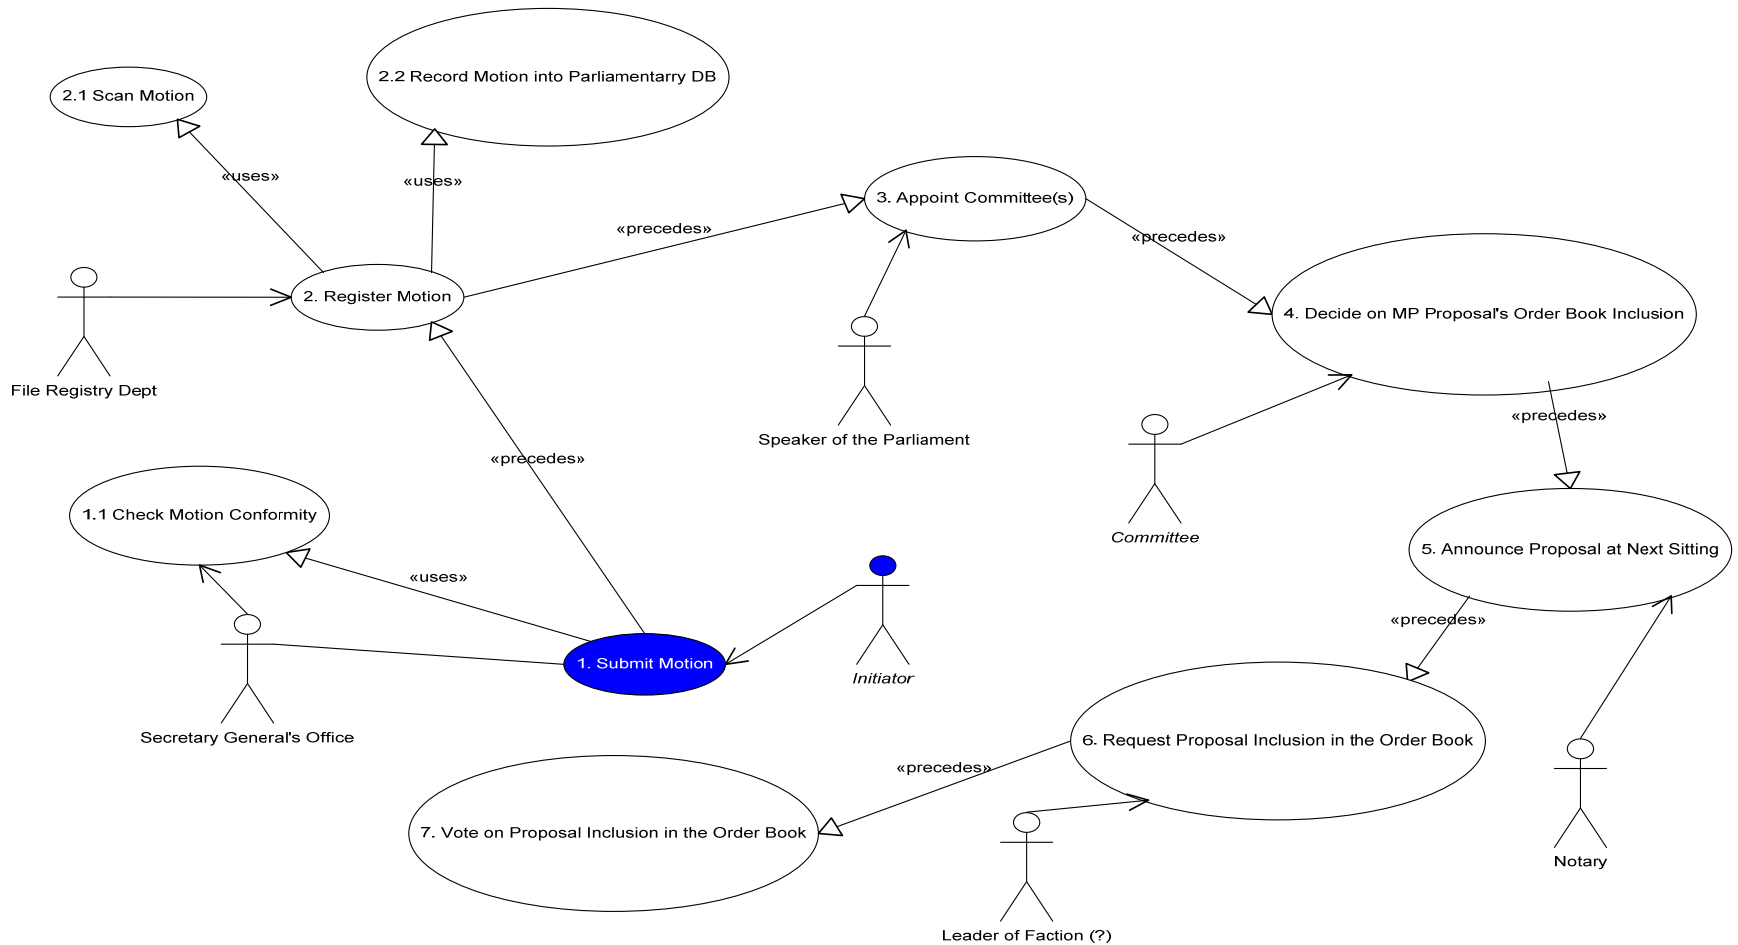 2.2 Record Motion into Parliamentarry DB
2.1 Scan Motion
«uses»
«uses»
3. Appoint Committee(s)
«precedes»
«precedes»
2. Register Motion
4. Decide on MP Proposal's Order Book Inclusion
File Registry Dept
Speaker of the Parliament
«precedes»
«precedes»
1.1 Check Motion Conformity
Committee
5. Announce Proposal at Next Sitting
«uses»
«precedes»
1. Submit Motion
Initiator
Secretary General's Office
6. Request Proposal Inclusion in the Order Book
«precedes»
7. Vote on Proposal Inclusion in the Order Book
Notary
Leader of Faction (?)